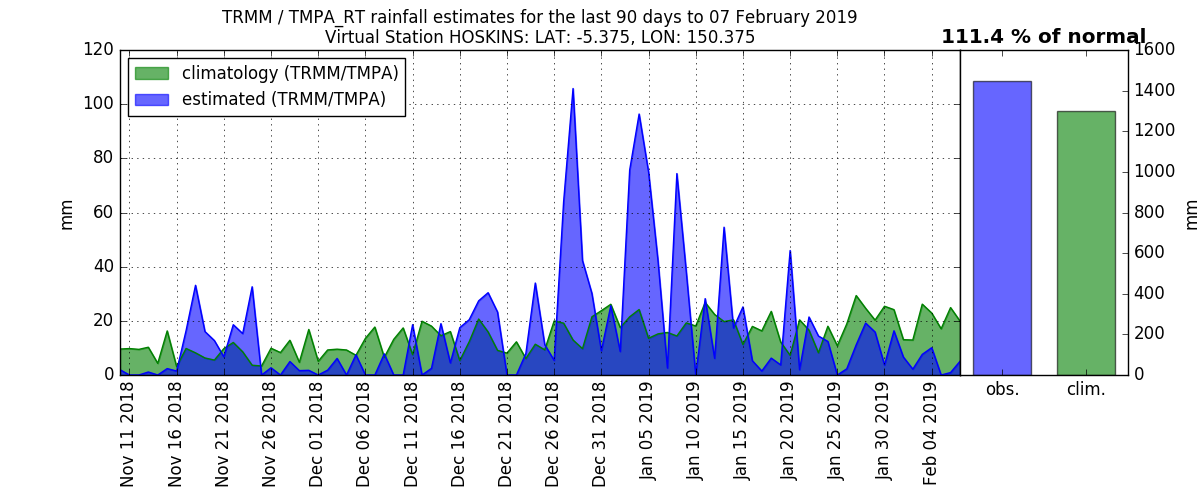 TRMM / TMPA_RT rainfall estimates for the last 90 days to 07 February 2019
Virtual Station HOSKINS: LAT: -5.375, LON: 150.375
111.4 % of normal
climatology (TRMM/TMPA)
estimated (TRMM/TMPA)
120
100
80
60
40
20
0
mm
1600
1400
1200
1000
800
600
400
200
0
mm
Nov 11 2018
Nov 16 2018
Nov 21 2018
Nov 26 2018
Dec 01 2018
Dec 06 2018
Dec 11 2018
Dec 16 2018
Dec 21 2018
Dec 26 2018
Dec 31 2018
Jan 05 2019
Jan 10 2019
Jan 15 2019
Jan 20 2019
Jan 25 2019
Jan 30 2019
Feb 04 2019
obs.
clim.